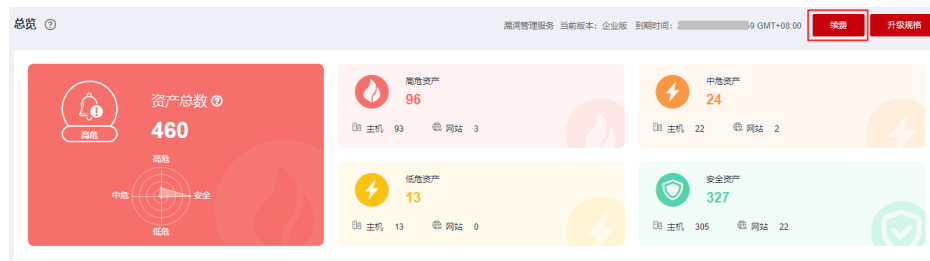 总览
漏洞管理服务 当前版本：企业版 到期时间： 9 GMT+08:00 续费 升级规格
高危
资产总数
460
高危
中危 安全
低危
高危资产
96
主机 93 网站 3
中危资产
24
主机 22 网站 2
低危资产
13
主机 13 网站 0
安全资产
327
主机 305 网站 22